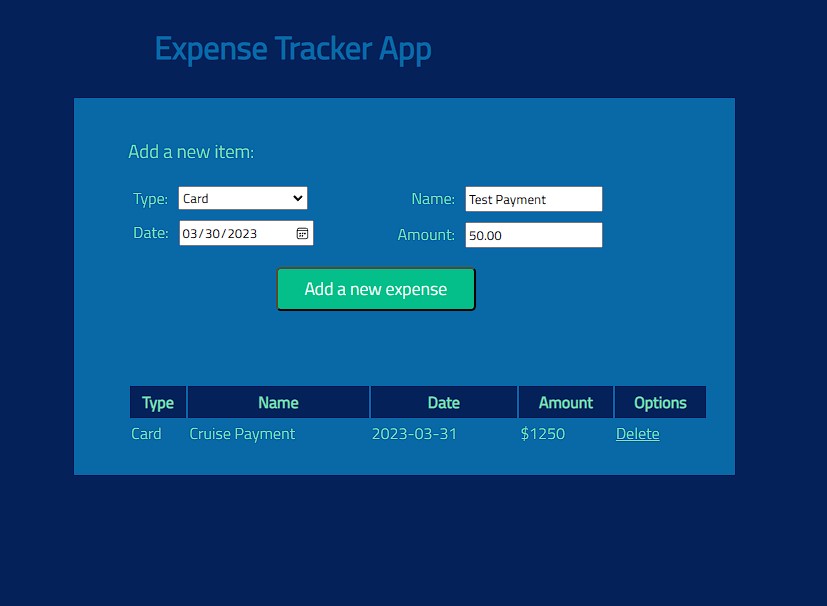 Expense Tracker App
Add a new item:
Type: Card Name: Test Payment
Date: 03/30/2023 Amount: 50.00
Add a new expense
Type Name Date Amount Options
Card Cruise Payment 2023-03-31 $1250 Delete